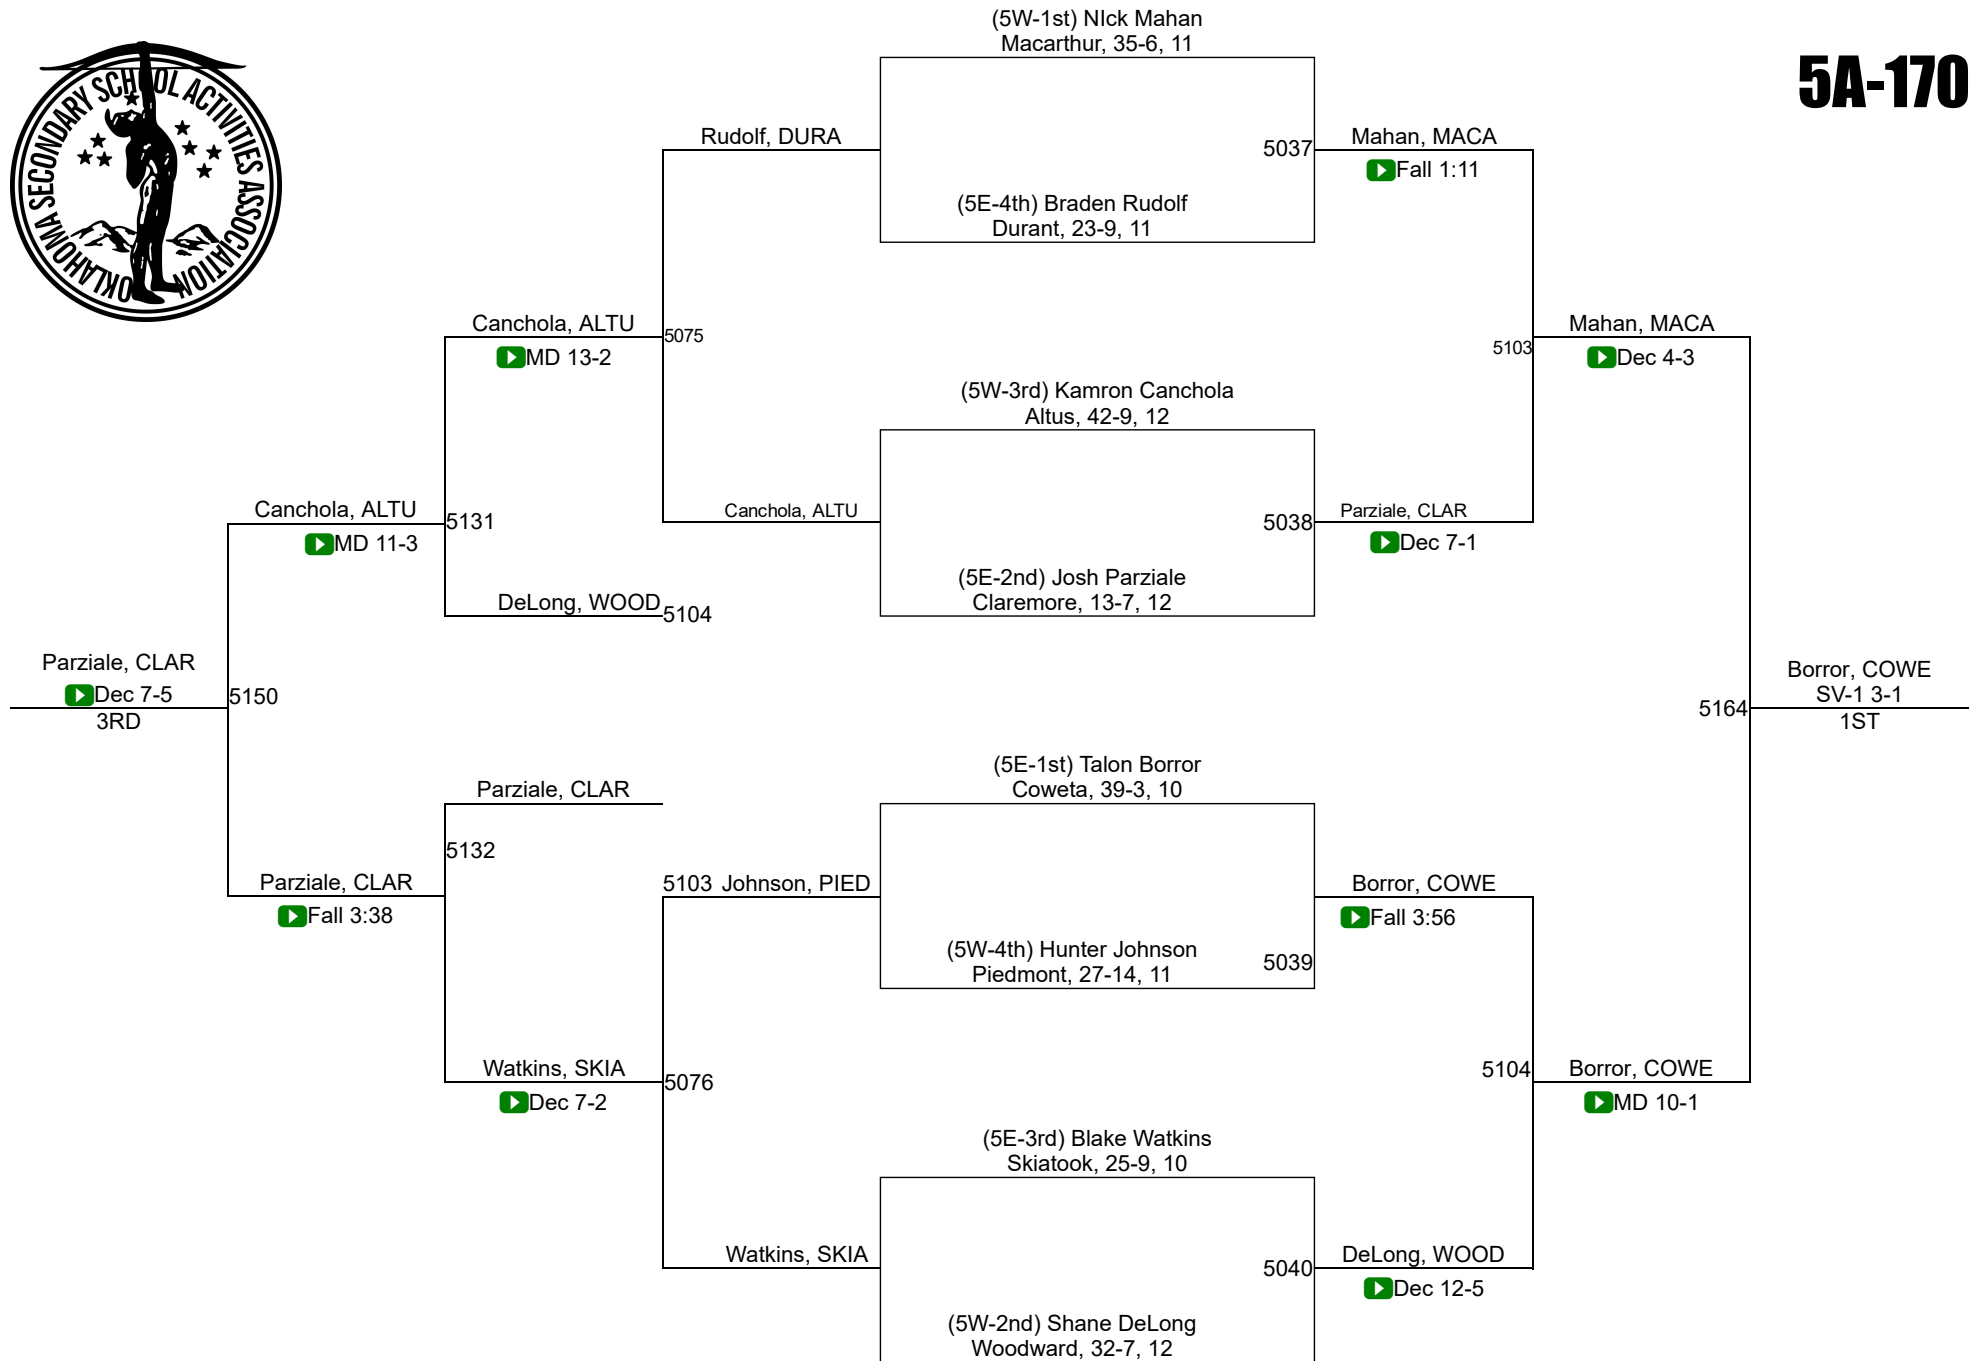 OKLAHOMA SECONDARY SCHOOL ACTIVITIES ASSOCIATION
5A-170
(5W-1st) NIck Mahan
Macarthur, 35-6, 11
Rudolf, DURA
5037
Mahan, MACA
Fall 1:11
(5E-4th) Braden Rudolf
Durant, 23-9, 11
Canchola, ALTU
MD 13-2
5075
5103
Mahan, MACA
Dec 4-3
(5W-3rd) Kamron Canchola
Altus, 42-9, 12
Canchola, ALTU
MD 11-3
5131
Canchola, ALTU
5038
Parziale, CLAR
Dec 7-1
(5E-2nd) Josh Parziale
Claremore, 13-7, 12
DeLong, WOOD
5104
Parziale, CLAR
Dec 7-5
3RD
5150
5164
Borror, COWE
SV-1 3-1
1ST
(5E-1st) Talon Borror
Coweta, 39-3, 10
Parziale, CLAR
5132
Parziale, CLAR
Fall 3:38
5103 Johnson, PIED
Borror, COWE
Fall 3:56
(5W-4th) Hunter Johnson
Piedmont, 27-14, 11
5039
Watkins, SKIA
Dec 7-2
5076
5104
Borror, COWE
MD 10-1
(5E-3rd) Blake Watkins
Skiatook, 25-9, 10
Watkins, SKIA
5040
DeLong, WOOD
Dec 12-5
(5W-2nd) Shane DeLong
Woodward, 32-7, 12